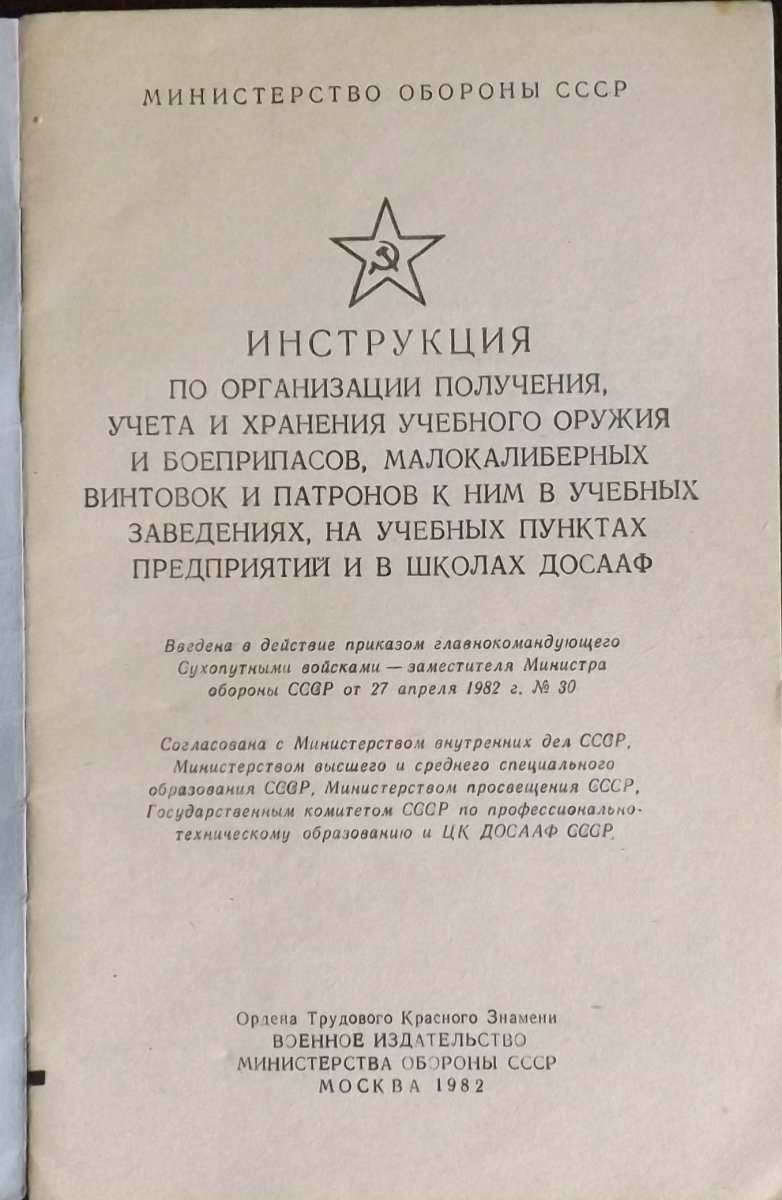 МИНИСТЕРСТВО ОБОРОНЫ СССР
ИНСТРУКЦИЯ
ПО ОРГАНИЗАЦИИ ПОЛУЧЕНИЯ,
УЧЕТА И ХРАНЕНИЯ УЧЕБНОГО ОРУЖИЯ
И БОЕПРИПАСОВ, МАЛОКАЛИБЕРНЫХ
ВИНТОВОК И ПАТРОНОВ К НИМ В УЧЕБНЫХ
ЗАВЕДЕНИЯХ, НА УЧЕБНЫХ ПУНКТАХ
ПРЕДПРИЯТИЙ И В ШКОЛАХ ДОСААФ
Введена в действие приказом главнокомандующего
Сухопутными войсками — заместителя Министра
обороны СССР от 27 апреля 1982 г. № 30
Согласована с Министерством внутренних дел СССР,
Министерством высшего и среднего специального
образования СССР, Министерством просвещения СССР,
Государственным комитетом СССР по профессионально-
техническому образованию и ЦК ДОСААФ СССР.
Ордена Трудового Красного Знамени
ВОЕННОЕ ИЗДАТЕЛЬСТВО
МИНИСТЕРСТВА ОБОРОНЫ СССР
МОСКВА 1982